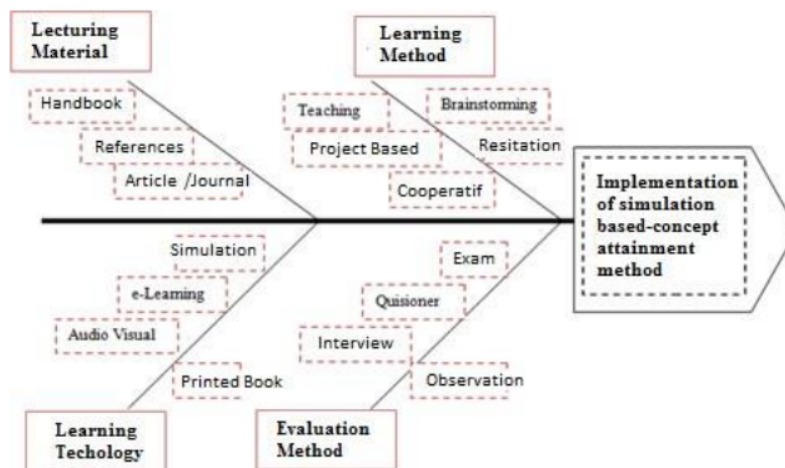 Lecturing
Material
Learning
Method
Handbook
References
Article /Journal
Teaching
Brainstorming
Project Based
Resitation
Cooperatif
Implementation
of simulation
based-concept
attainment
method
Simulation
e-Learning
Audio Visual
Printed Book
Exam
Quisioner
Interview
Observation
Learning
Techology
Evaluation
Method